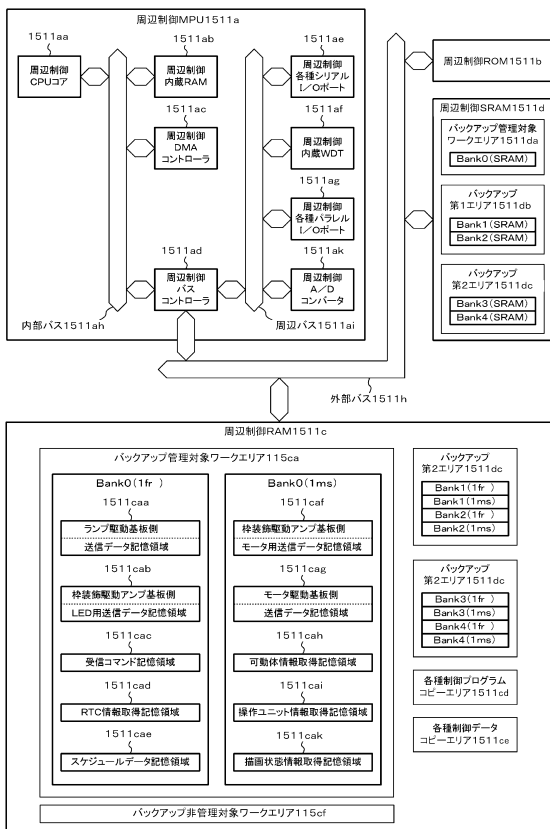 周辺制御MPU1511a
1511aa
周辺制御
CPUコア
1511ab
周辺制御
内蔵RAM
1511ac
周辺制御
DMA
コントローラ
1511ad
周辺制御
バス
コントローラ
1511ae
周辺制御
各種シリアル
I/Oポート
1511af
周辺制御
内蔵WDT
1511ag
周辺制御
各種パラレル
I/Oポート
1511ak
周辺制御
A/D
コンバータ
内部バス1511ah
周辺バス1511ai
周辺制御ROM1511b
周辺制御SRAM1511d
バックアップ管理対象
ワークエリア1511da
Bank0(SRAM)
バックアップ
第1エリア1511db
Bank1(SRAM)
Bank2(SRAM)
バックアップ
第2エリア1511dc
Bank3(SRAM)
Bank4(SRAM)
外部バス1511h
周辺制御RAM1511c
バックアップ管理対象ワークエリア115ca
Bank0(1fr )
1511caa
ランプ駆動基板側
送信データ記憶領域
1511cab
枠装飾駆動アンプ基板側
LED用送信データ記憶領域
1511cac
受信コマンド記憶領域
1511cad
RTC情報取得記憶領域
1511cae
スケジュールデータ記憶領域
Bank0(1ms)
1511caf
枠装飾駆動アンプ基板側
モータ用送信データ記憶領域
1511cag
モータ駆動基板側
送信データ記憶領域
1511cah
可動体情報取得記憶領域
1511cai
操作ユニット情報取得記憶領域
1511cak
描画状態情報取得記憶領域
バックアップ
第2エリア1511dc
Bank1(1fr )
Bank1(1ms)
Bank2(1fr )
Bank2(1ms)
バックアップ
第2エリア1511dc
Bank3(1fr )
Bank3(1ms)
Bank4(1fr )
Bank4(1ms)
各種制御プログラム
コピーエリア1511cd
各種制御データ
コピーエリア1511ce
バックアップ非管理対象ワークエリア115cf